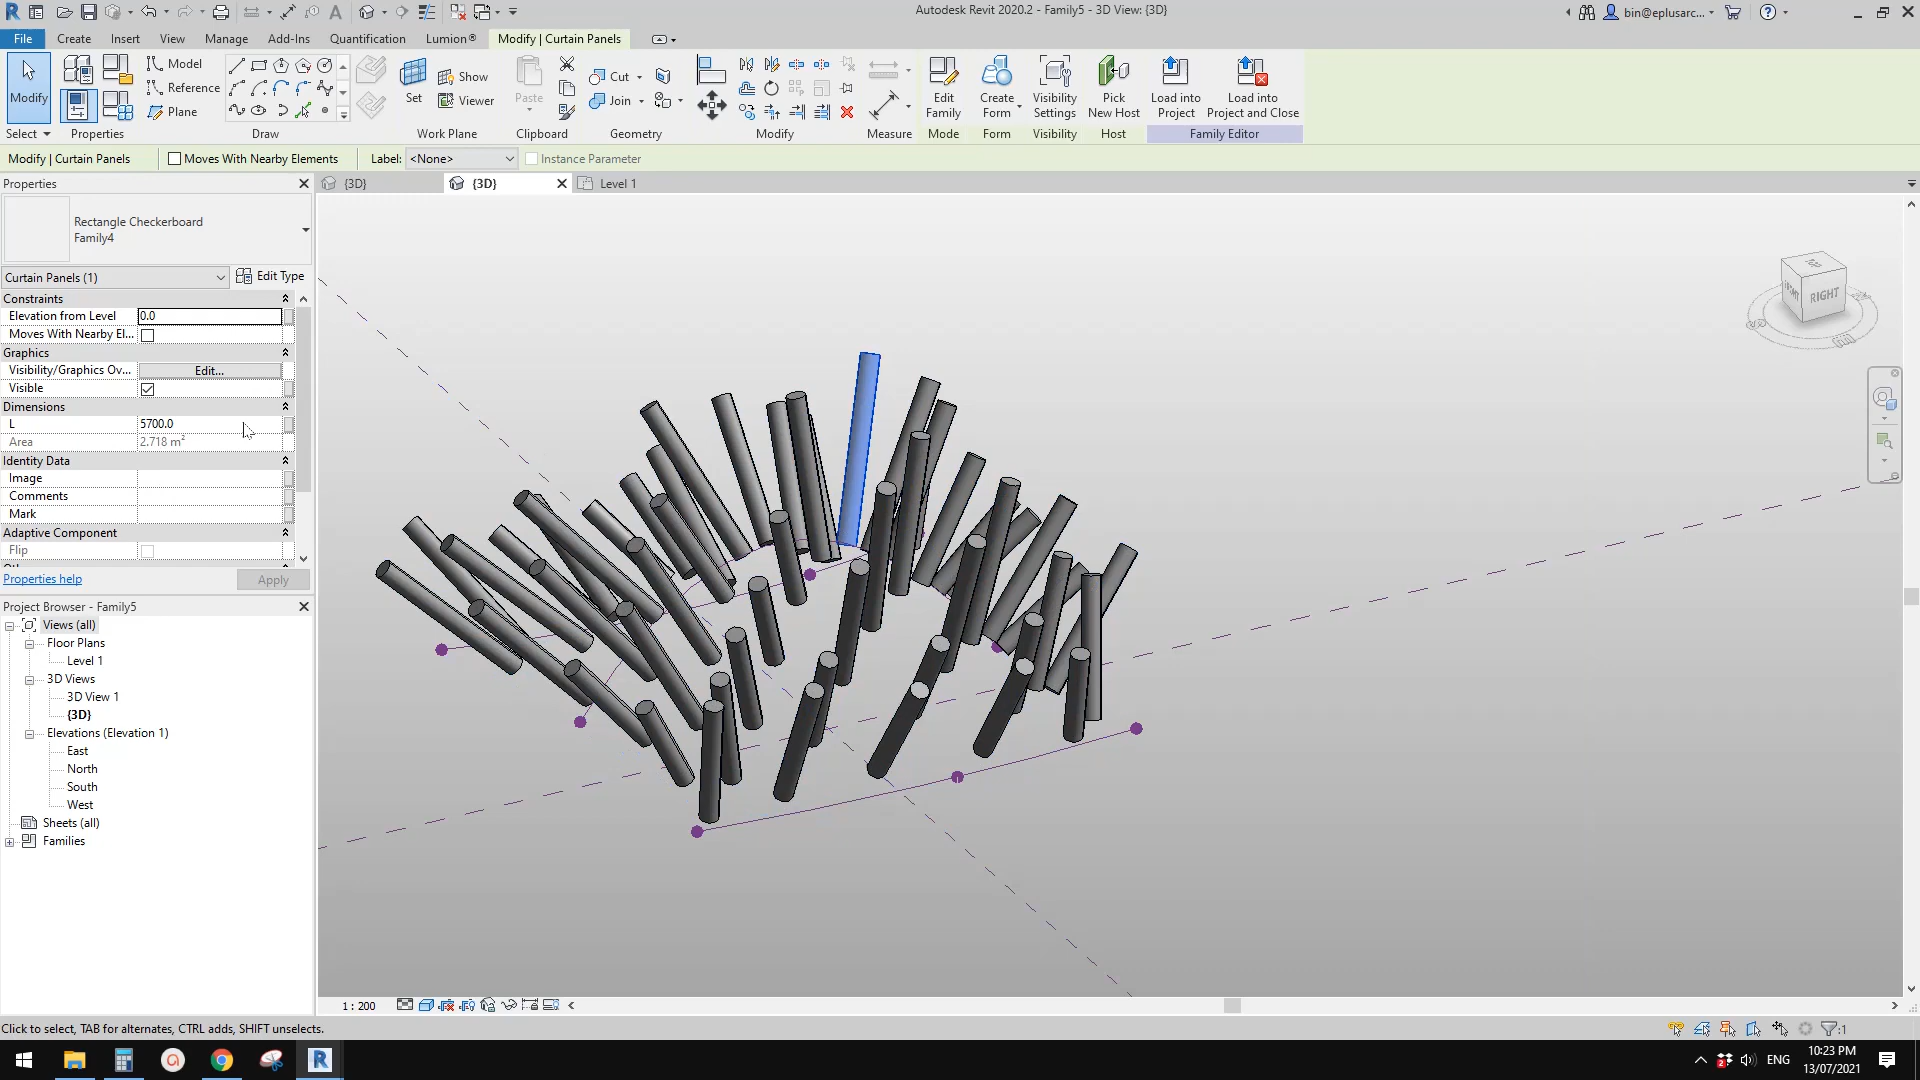 Autodesk Revit 2020.2 - Family5 - 3D View: {3D}
bin@eplusarc...
File
Create
Insert
View
Manage
Add-Ins
Quantification
Lumion®
Modify | Curtain Panels
Modify
Model
Reference
Plane
Set
Show
Viewer
Paste
Cut
Join
Edit
Family
Create
Form
Visibility
Settings
Pick
New Host
Load into
Project
Load into
Project and Close
Select
Properties
Draw
Work Plane
Clipboard
Geometry
Modify
Measure
Mode
Form
Visibility
Host
Family Editor
Modify | Curtain Panels
Moves With Nearby Elements
Label:
<None>
Instance Parameter
Properties
{3D}
{3D}
Level 1
Rectangle Checkerboard
Family4
Curtain Panels (1)
Edit Type
Constraints
Elevation from Level
0.0
Moves With Nearby El...
Graphics
Visibility/Graphics Ov...
Edit...
Visible
Dimensions
L
5700.0
Area
2.718 m²
Identity Data
Image
Comments
Mark
Adaptive Component
Flip
Properties help
Apply
Project Browser - Family5
Views (all)
Floor Plans
Level 1
3D Views
3D View 1
{3D}
Elevations (Elevation 1)
East
North
South
West
Sheets (all)
Families
TOP
FRONT
RIGHT
1 : 200
Click to select, TAB for alternates, CTRL adds, SHIFT unselects.
:1
ENG
10:23 PM
13/07/2021